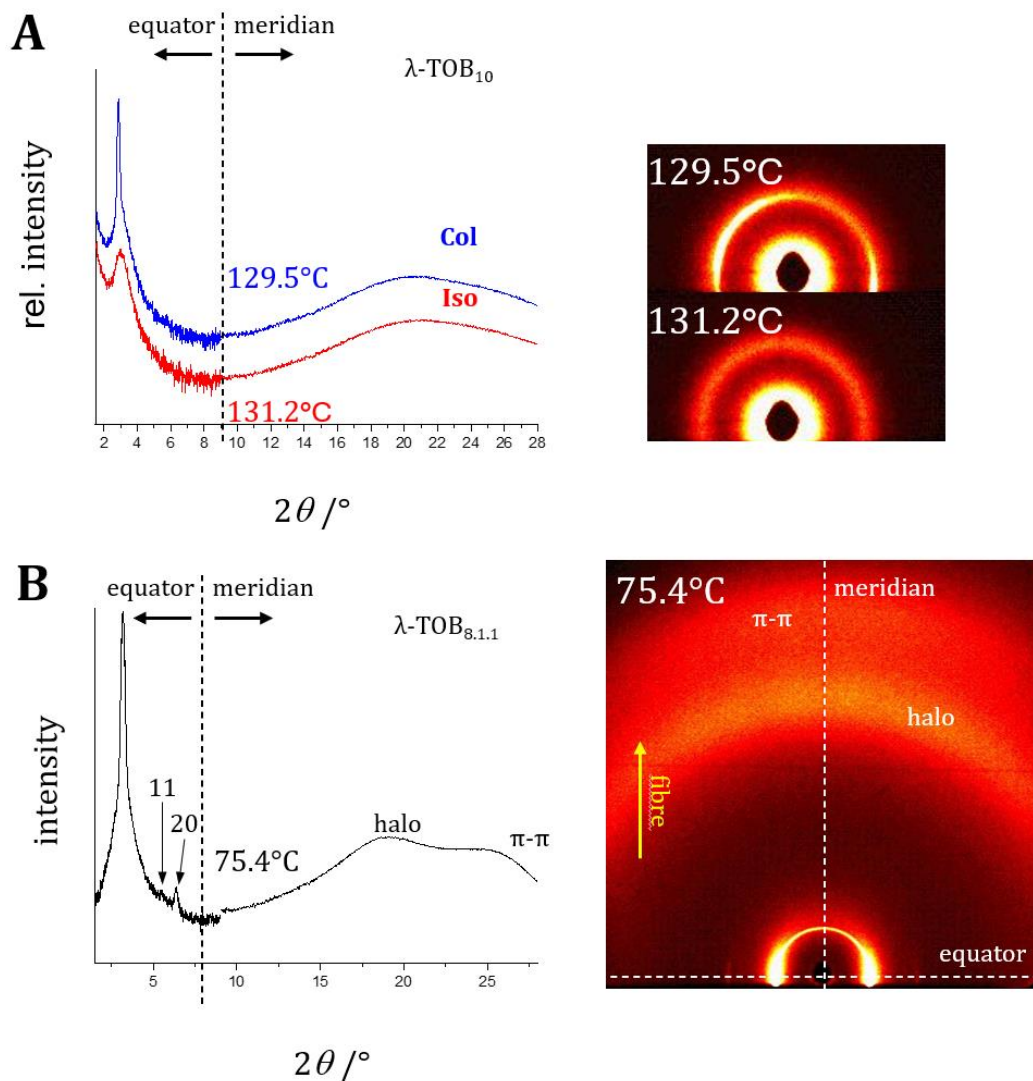 A
equator
meridian
λ-TOB10
rel. intensity
Col
129.5°C
Iso
131.2°C
2 4 6 8 10 12 14 16 18 20 22 24 26 28
2θ /°
129.5°C
131.2°C
B
equator
meridian
λ-TOB8.1.1
intensity
11
20
75.4°C
halo
π-π
5 10 15 20 25
2θ /°
75.4°C
meridian
π-π
halo
fibre
equator